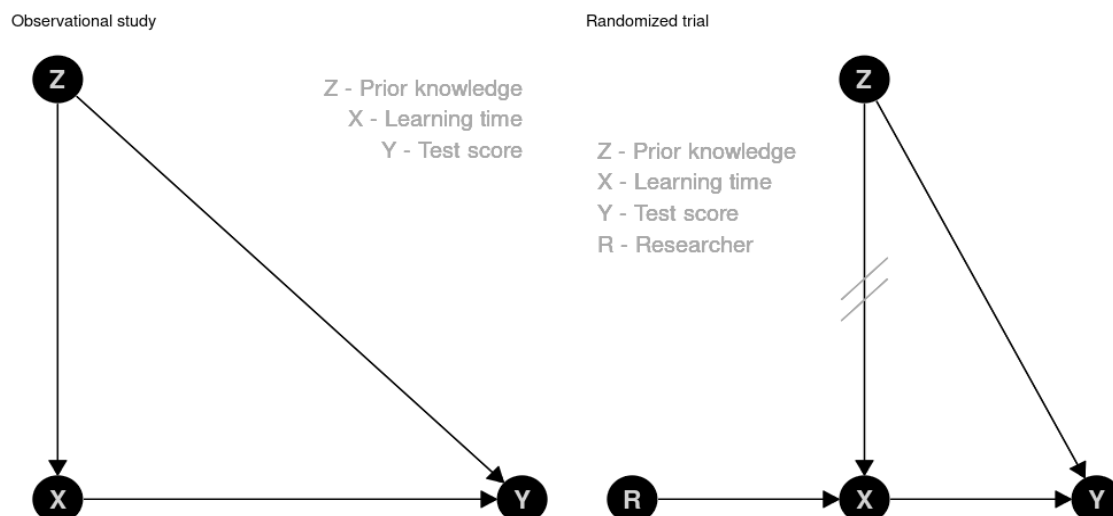 Observational study
Z
Z - Prior knowledge
X - Learning time
Y - Test score
X
Y
Randomized trial
Z
Z - Prior knowledge
X - Learning time
Y - Test score
R - Researcher
R
X
Y